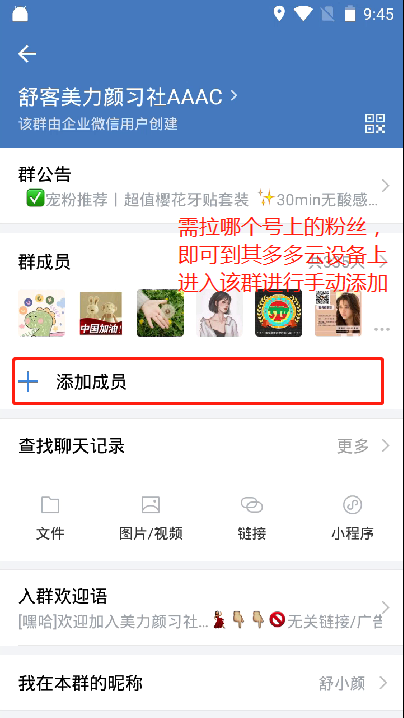 9:45
舒客美力颜习社AAAC
该群由企业微信用户创建
群公告
宠粉推荐丨超值樱花牙贴套装 ✨30min无酸感...
需拉哪个号上的粉丝，
即可到其多多云设备上
进入该群进行手动添加
群成员
中国加油!
添加成员
查找聊天记录
更多
文件
图片/视频
链接
小程序
入群欢迎语
[嘿哈]欢迎加入美力颜习社...💃👇👇🚫无关链接/广告
我在本群的昵称
舒小颜